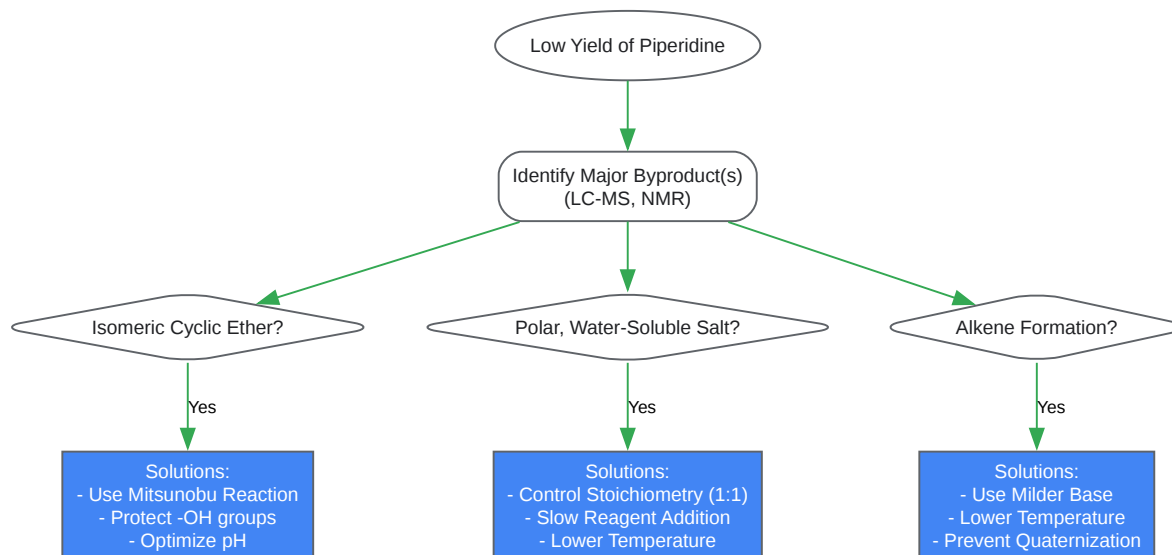 Low Yield of Piperidine
Identify Major Byproduct(s)
(LC-MS, NMR)
Isomeric Cyclic Ether?
Polar, Water-Soluble Salt?
Alkene Formation?
Yes
Yes
Yes
Solutions:
- Use Mitsunobu Reaction
- Protect -OH groups
- Optimize pH
Solutions:
- Control Stoichiometry (1:1)
- Slow Reagent Addition
- Lower Temperature
Solutions:
- Use Milder Base
- Lower Temperature
- Prevent Quaternization